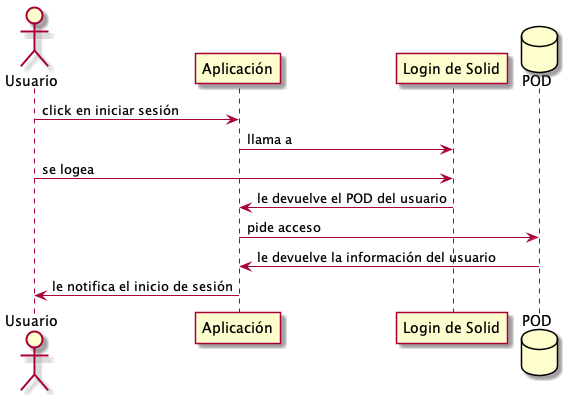 Usuario
Aplicación
Login de Solid
POD
click en iniciar sesión
llama a
se logea
le devuelve el POD del usuario
pide acceso
le devuelve la información del usuario
le notifica el inicio de sesión
Usuario
Aplicación
Login de Solid
POD